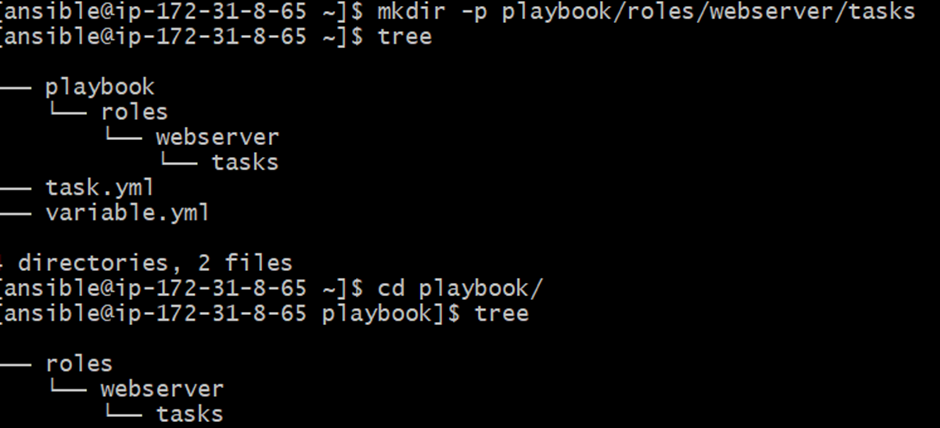 [ansible@ip-172-31-8-65 ~]$ mkdir -p playbook/roles/webserver/tasks
[ansible@ip-172-31-8-65 ~]$ tree
── playbook
    └── roles
        └── webserver
            └── tasks
── task.yml
── variable.yml
directories, 2 files
[ansible@ip-172-31-8-65 ~]$ cd playbook/
[ansible@ip-172-31-8-65 playbook]$ tree
── roles
    └── webserver
        └── tasks